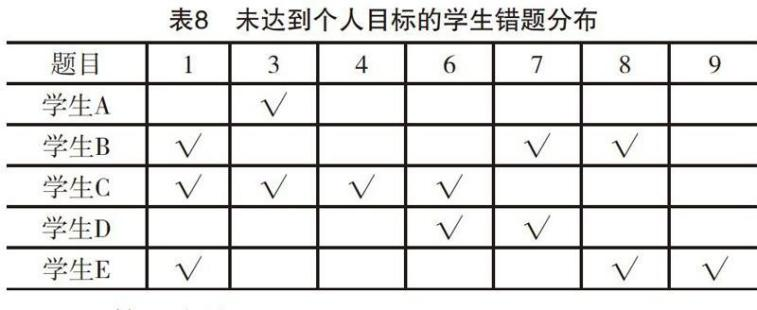 表8 未达到个人目标的学生错题分布
题目 1 3 4 6 7 8 9
学生A √
学生B √ √ √
学生C √ √ √ √
学生D √ √
学生E √ √ √